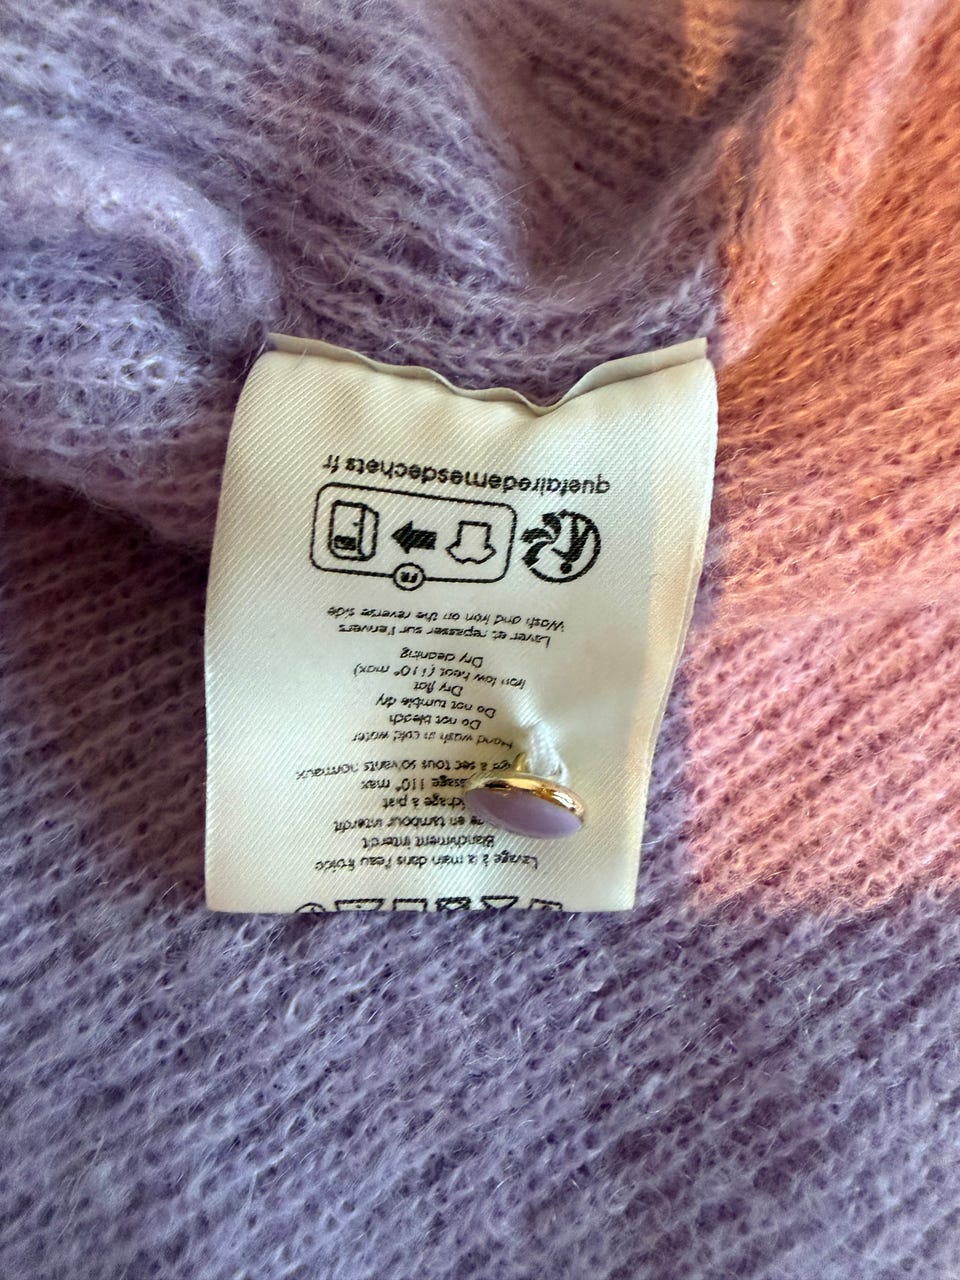 Lavage à la main dans l'eau froide
Blanchment interdit
en tambour interdit
à plat
110° max
à sec tous solvants normaux
Hand wash in cold water
Do not bleach
Do not tumble dry
Dry flat
Iron low heat (110° max)
Dry cleaning
Laver et repasser sur l'envers
Wash and iron on the reverse side
FR
quefairedemesdechets.fr